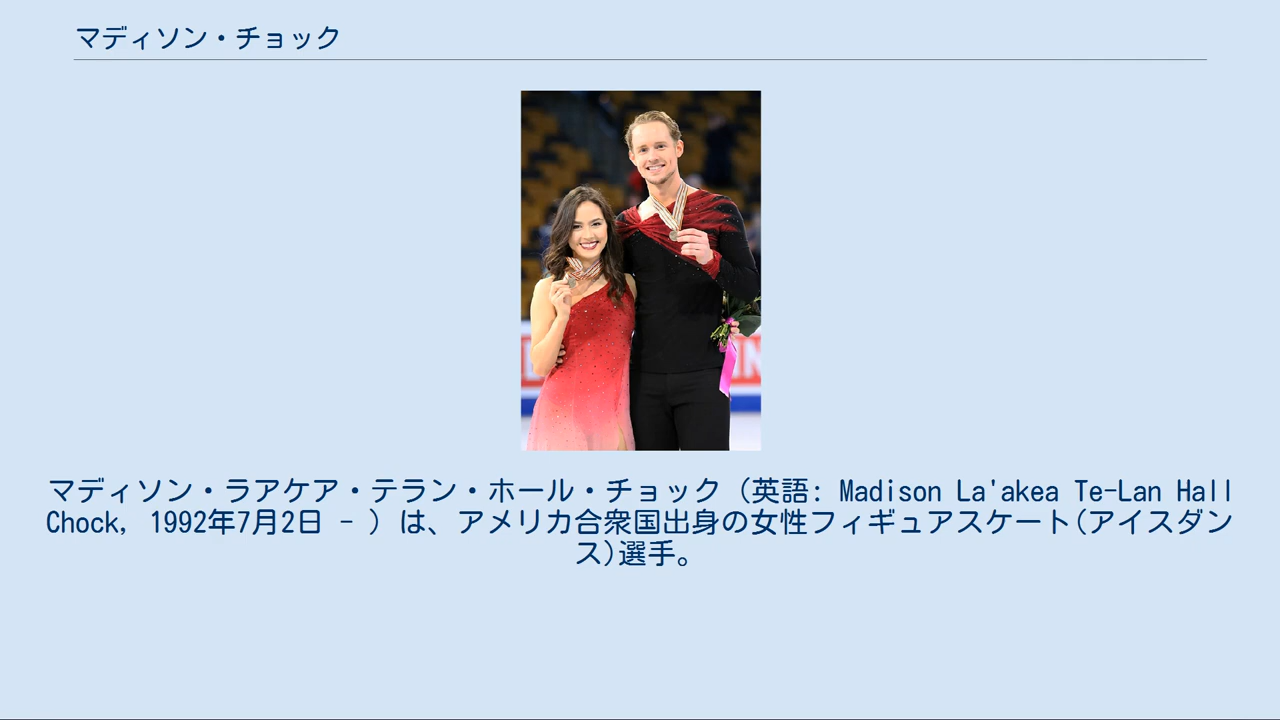 マディソン・チョック
マディソン・ラアケア・テラン・ホール・チョック（英語: Madison La'akea Te-Lan Hall
Chock, 1992年7月2日 - ）は、アメリカ合衆国出身の女性フィギュアスケート(アイスダン
ス)選手。